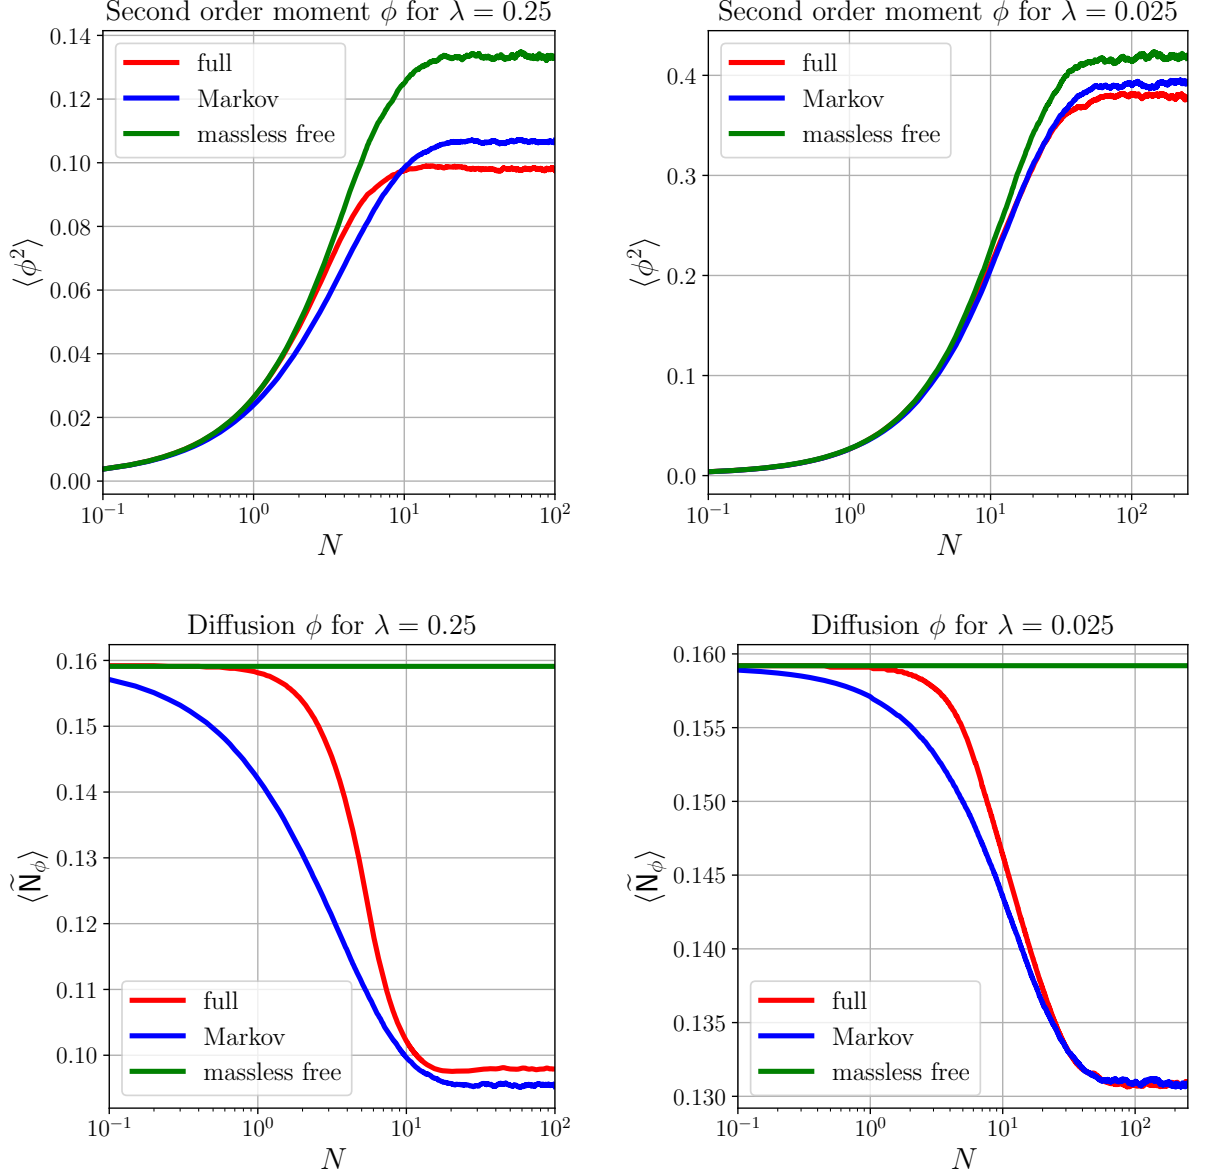 Second order moment ϕ for λ = 0.25
0.14
0.12
0.10
0.08
0.06
0.04
0.02
0.00
⟨ϕ²⟩
full
Markov
massless free
10⁻¹
10⁰
10¹
10²
N
Second order moment ϕ for λ = 0.025
0.4
0.3
0.2
0.1
0.0
⟨ϕ²⟩
full
Markov
massless free
10⁻¹
10⁰
10¹
10²
N
Diffusion ϕ for λ = 0.25
0.16
0.15
0.14
0.13
0.12
0.11
0.10
⟨Ñ_ϕ⟩
full
Markov
massless free
10⁻¹
10⁰
10¹
10²
N
Diffusion ϕ for λ = 0.025
0.160
0.155
0.150
0.145
0.140
0.135
0.130
⟨Ñ_ϕ⟩
full
Markov
massless free
10⁻¹
10⁰
10¹
10²
N